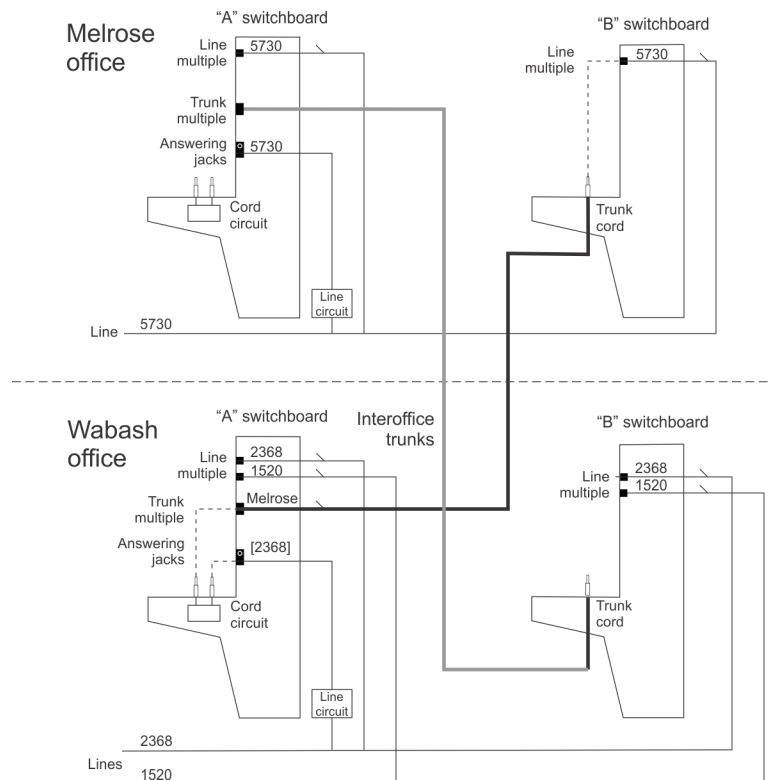 Melrose
office
“A” switchboard
Line
multiple
5730
Trunk
multiple
Answering
jacks
5730
Cord
circuit
Line
circuit
Line
5730
“B” switchboard
Line
multiple
5730
Trunk
cord
Wabash
office
“A” switchboard
Line
multiple
2368
1520
Trunk
multiple
Melrose
Answering
jacks
[2368]
Cord
circuit
Line
circuit
Lines
2368
1520
Interoffice
trunks
“B” switchboard
Line
multiple
2368
1520
Trunk
cord